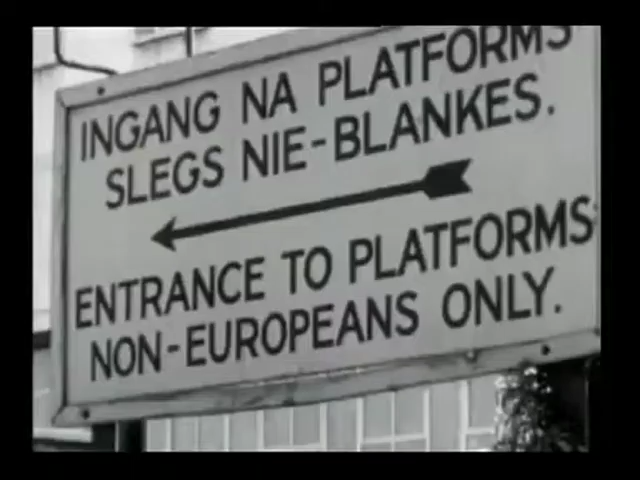 INGANG NA PLATFORMS
SLEGS NIE-BLANKES.
ENTRANCE TO PLATFORMS
NON-EUROPEANS ONLY.